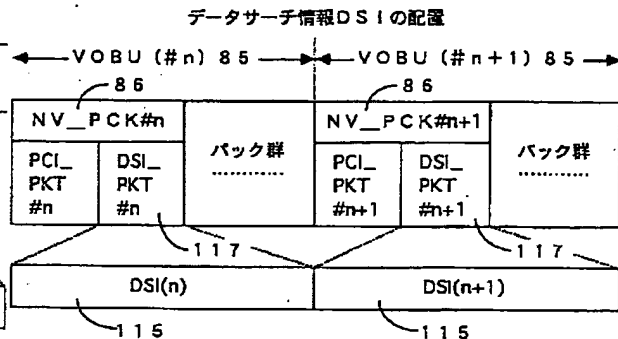 データサーチ情報DSIの配置
VOBU(#n)85 VOBU(#n+1)85
86 86
NV_PCK#n パック群 NV_PCK#n+1 パック群
PCI_ DSI_ PCI_ DSI_
PKT PKT ............ PKT PKT ............
#n #n #n+1 #n+1
117 117
DSI(n) DSI(n+1)
115 115